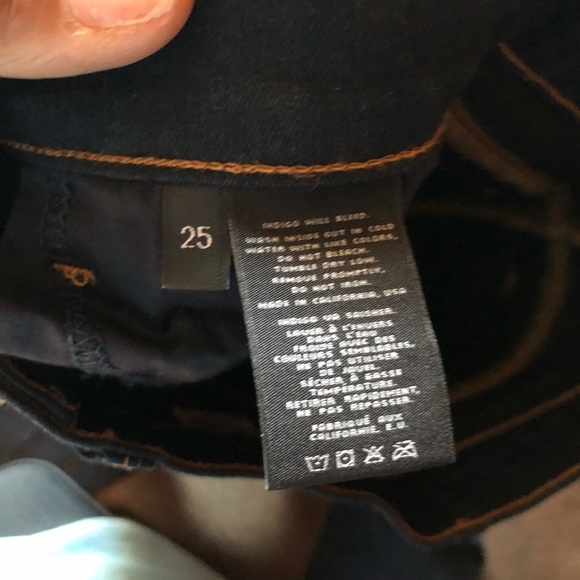 25
INDIGO WILL BLEED.
WASH INSIDE OUT IN COLD
WATER WITH LIKE COLORS.
DO NOT BLEACH.
TUMBLE DRY LOW.
REMOVE PROMPTLY.
DO NOT IRON.
MADE IN CALIFORNIA, USA
INDIGO VA SAIGNER.
LAVER À L'ENVERS
DANS L'EAU
FROIDE AVEC DES
COULEURS SEMBLABLES.
NE PAS UTILISER
DE JAVEL.
SÉCHER À BASSE
TEMPÉRATURE.
RETIRER RAPIDEMENT.
NE PAS REPASSER.
FABRIQUÉ AUX
CALIFORNIE, E.U.